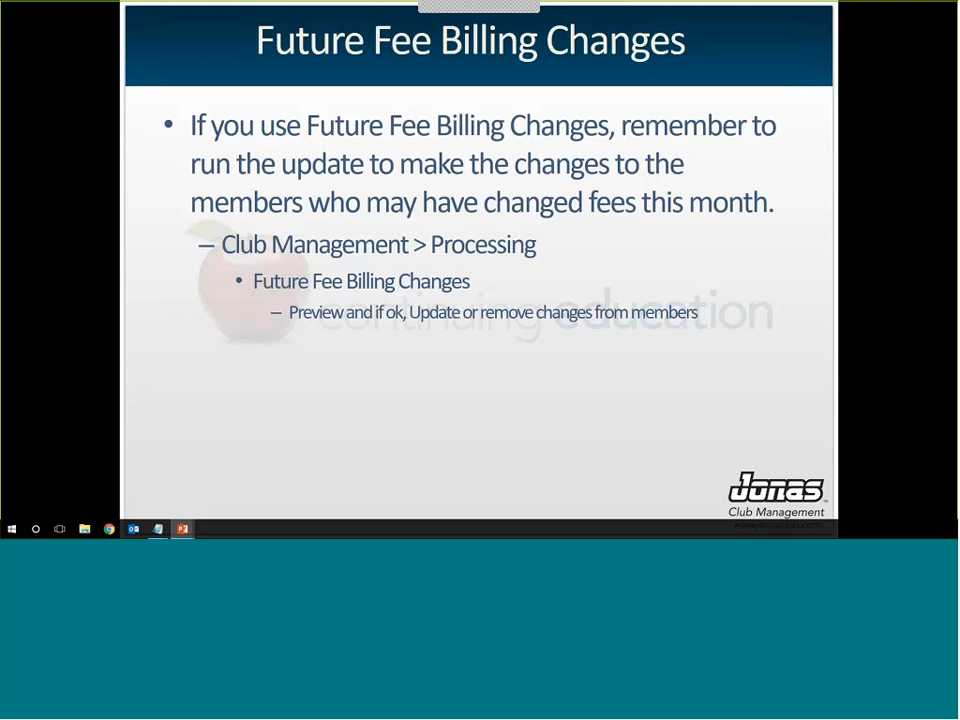 Future Fee Billing Changes
• If you use Future Fee Billing Changes, remember to
run the update to make the changes to the
members who may have changed fees this month.
– Club Management > Processing
• Future Fee Billing Changes
– Preview and if ok, Update or remove changes from members
continuing education
Jonas
Club Management